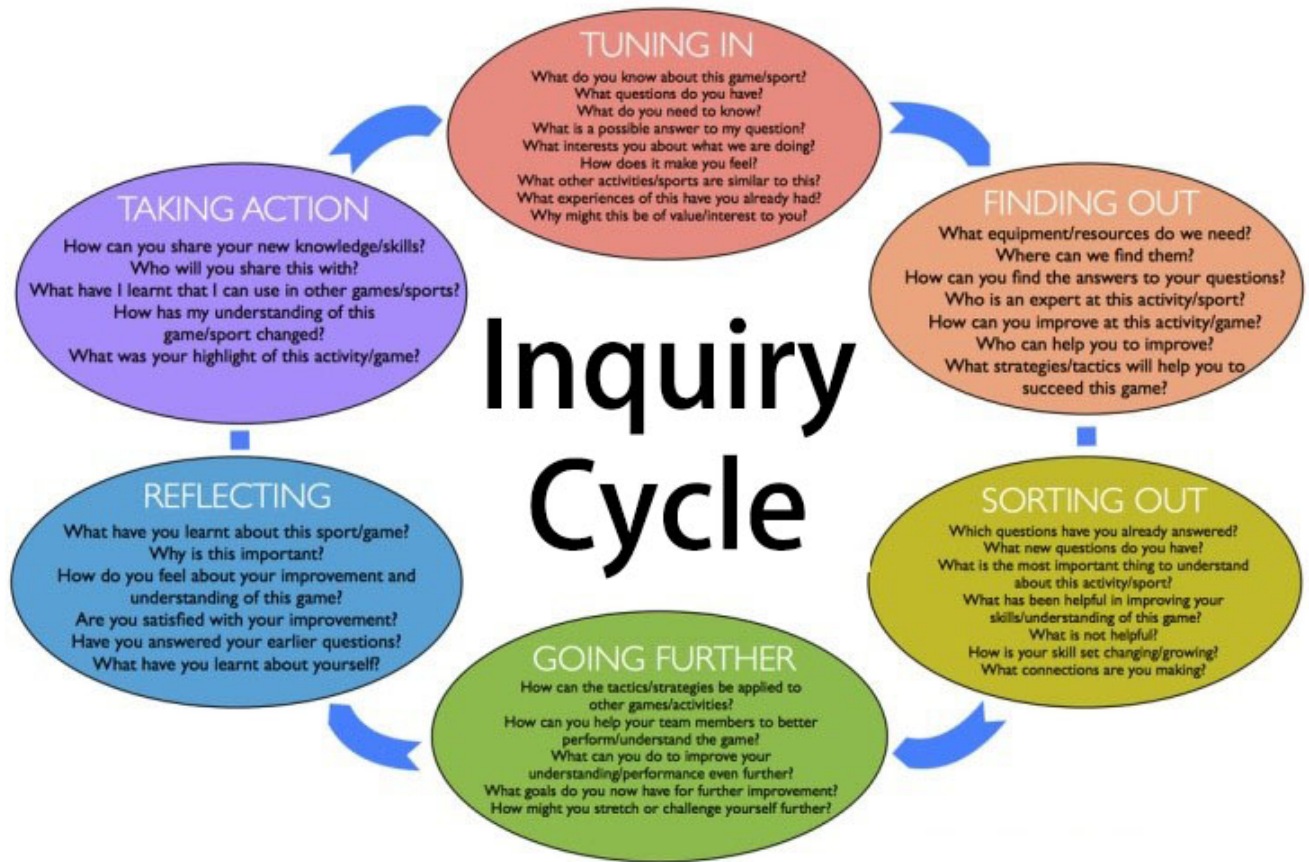 TUNING IN
What do you know about this game/sport?
What questions do you have?
What do you need to know?
What is a possible answer to my question?
What interests you about what we are doing?
How does it make you feel?
What other activities/sports are similar to this?
What experiences of this have you already had?
Why might this be of value/interest to you?
FINDING OUT
What equipment/resources do we need?
Where can we find them?
How can you find the answers to your questions?
Who is an expert at this activity/sport?
How can you improve at this activity/game?
Who can help you to improve?
What strategies/tactics will help you to
succeed this game?
SORTING OUT
Which questions have you already answered?
What new questions do you have?
What is the most important thing to understand
about this activity/sport?
What has been helpful in improving your
skills/understanding of this game?
What is not helpful?
How is your skill set changing/growing?
What connections are you making?
GOING FURTHER
How can the tactics/strategies be applied to
other games/activities?
How can you help your team members to better
perform/understand the game?
What can you do to improve your
understanding/performance even further?
What goals do you now have for further improvement?
How might you stretch or challenge yourself further?
REFLECTING
What have you learnt about this sport/game?
Why is this important?
How do you feel about your improvement and
understanding of this game?
Are you satisfied with your improvement?
Have you answered your earlier questions?
What have you learnt about yourself?
TAKING ACTION
How can you share your new knowledge/skills?
Who will you share this with?
What have I learnt that I can use in other games/sports?
How has my understanding of this
game/sport changed?
What was your highlight of this activity/game?
Inquiry
Cycle